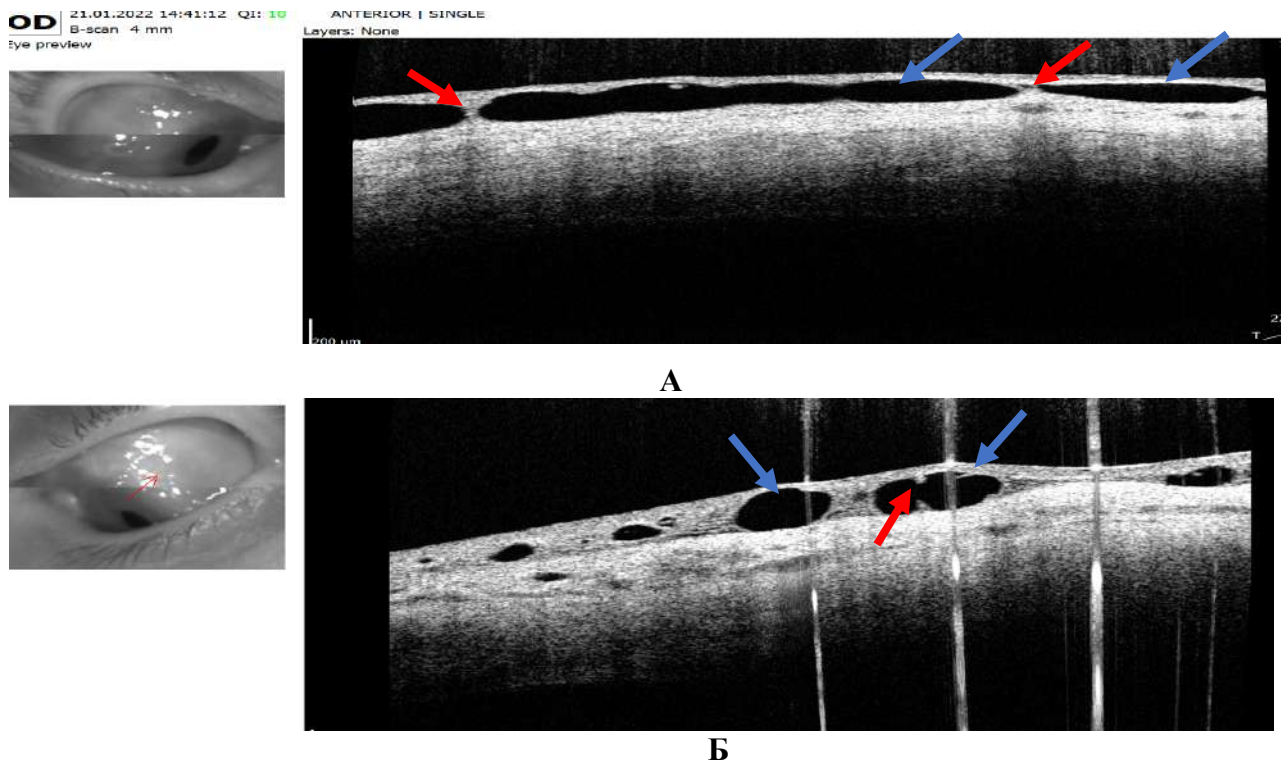 OD 21.01.2022 14:41:12 QI: 10 ANTERIOR | SINGLE
B-scan 4 mm Layers: None
Eye preview
200 µm T
А
Б